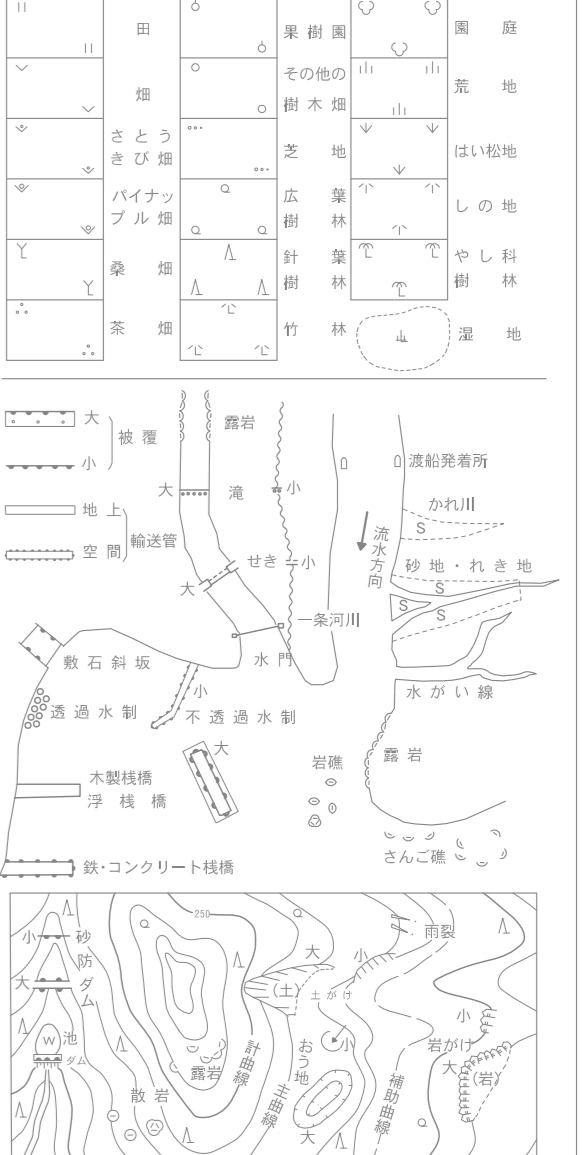 田
畑
さとう
きび畑
パイナッ
プル畑
桑畑
茶畑
果樹園
その他の
樹木畑
芝地
広葉
樹林
針葉
樹林
竹林
園庭
荒地
はい松地
しの地
やし科
樹林
湿地
大
小
被覆
地上
空間
輸送管
露岩
大
滝
小
せき
小
大
一条河川
水門
渡船発着所
かれ川
S
流水方向
砂地・れき地
S
S
S
水がい線
敷石斜坂
小
透過水制
不透過水制
大
木製桟橋
浮桟橋
鉄・コンクリート桟橋
岩礁
露岩
さんご礁
小
砂防ダム
大
W
池
ダム
250
露岩
散岩
計曲線
主曲線
大
(土)
小
土がけ
おう地
小
大
補助曲線
雨裂
小
岩がけ
大
(岩)